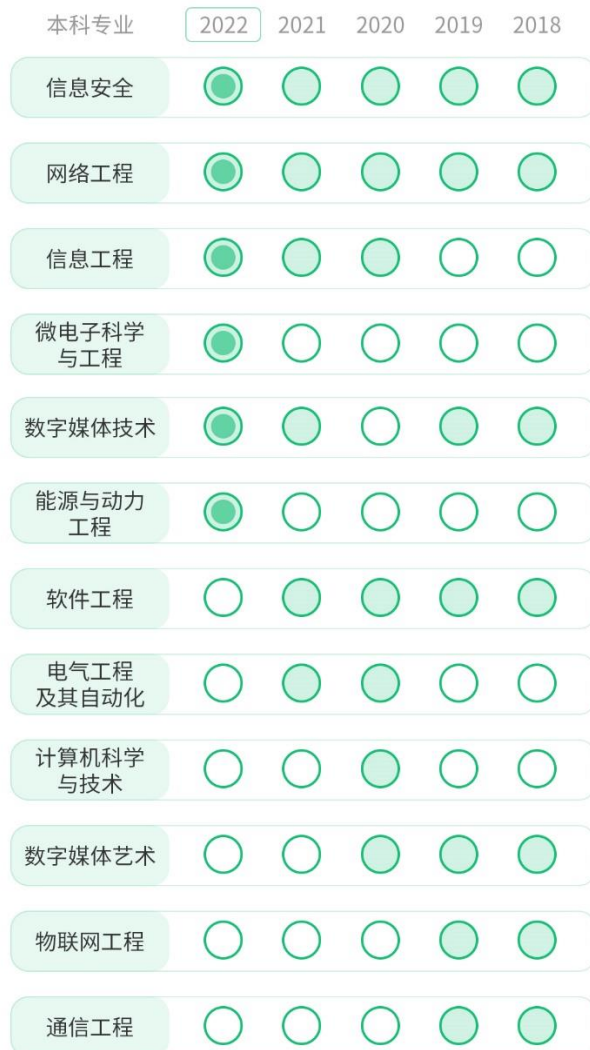 本科专业 2022 2021 2020 2019 2018
信息安全
网络工程
信息工程
微电子科学
与工程
数字媒体技术
能源与动力
工程
软件工程
电气工程
及其自动化
计算机科学
与技术
数字媒体艺术
物联网工程
通信工程